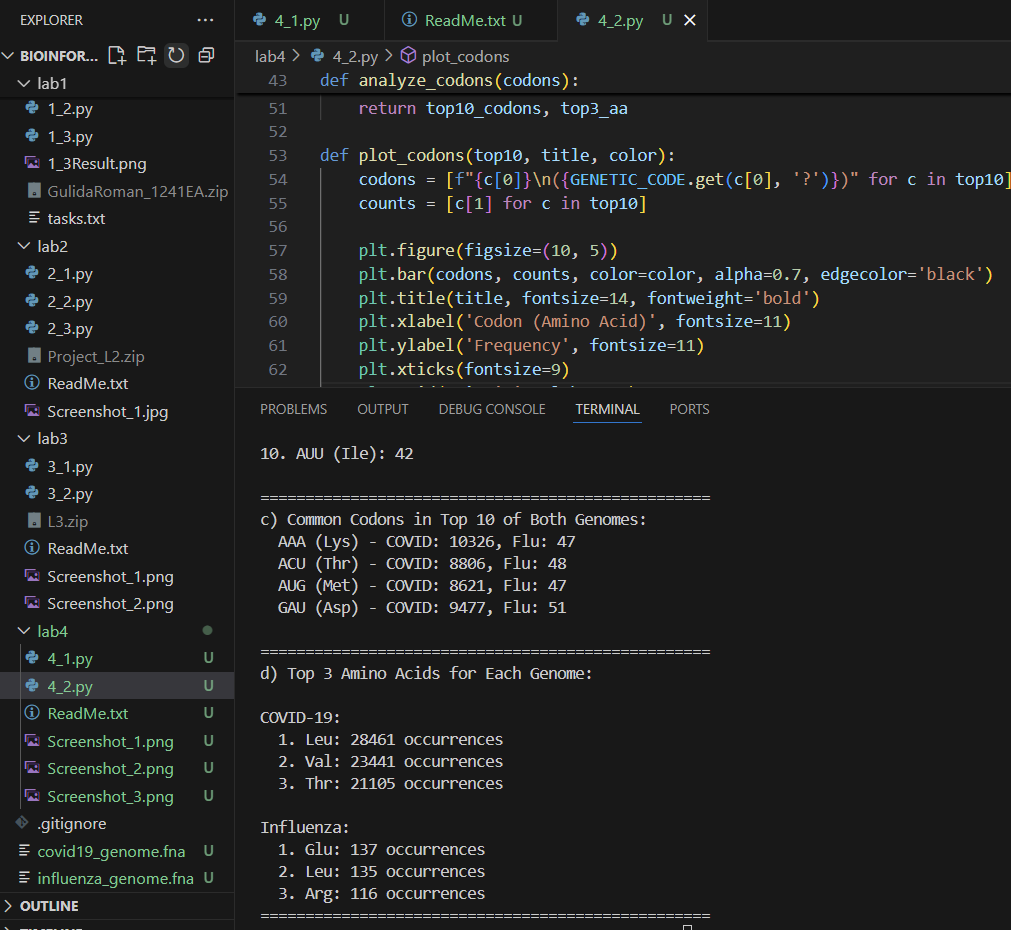 EXPLORER
BIOINFOR...
lab1
1_2.py
1_3.py
1_3Result.png
GulidaRoman_1241EA.zip
tasks.txt
lab2
2_1.py
2_2.py
2_3.py
Project_L2.zip
ReadMe.txt
Screenshot_1.jpg
lab3
3_1.py
3_2.py
L3.zip
ReadMe.txt
Screenshot_1.png
Screenshot_2.png
lab4
4_1.py U
4_2.py U
ReadMe.txt U
Screenshot_1.png U
Screenshot_2.png U
Screenshot_3.png U
.gitignore
covid19_genome.fna U
influenza_genome.fna U
OUTLINE
4_1.py U ReadMe.txt U 4_2.py U
lab4 > 4_2.py > plot_codons
43 def analyze_codons(codons):
51     return top10_codons, top3_aa
52
53 def plot_codons(top10, title, color):
54     codons = [f"{c[0]}\n({GENETIC_CODE.get(c[0], '?')})" for c in top10]
55     counts = [c[1] for c in top10]
56
57     plt.figure(figsize=(10, 5))
58     plt.bar(codons, counts, color=color, alpha=0.7, edgecolor='black')
59     plt.title(title, fontsize=14, fontweight='bold')
60     plt.xlabel('Codon (Amino Acid)', fontsize=11)
61     plt.ylabel('Frequency', fontsize=11)
62     plt.xticks(fontsize=9)
PROBLEMS OUTPUT DEBUG CONSOLE TERMINAL PORTS
10. AUU (Ile): 42
==================================================
c) Common Codons in Top 10 of Both Genomes:
  AAA (Lys) - COVID: 10326, Flu: 47
  ACU (Thr) - COVID: 8806, Flu: 48
  AUG (Met) - COVID: 8621, Flu: 47
  GAU (Asp) - COVID: 9477, Flu: 51
==================================================
d) Top 3 Amino Acids for Each Genome:
COVID-19:
  1. Leu: 28461 occurrences
  2. Val: 23441 occurrences
  3. Thr: 21105 occurrences
Influenza:
  1. Glu: 137 occurrences
  2. Leu: 135 occurrences
  3. Arg: 116 occurrences
==================================================